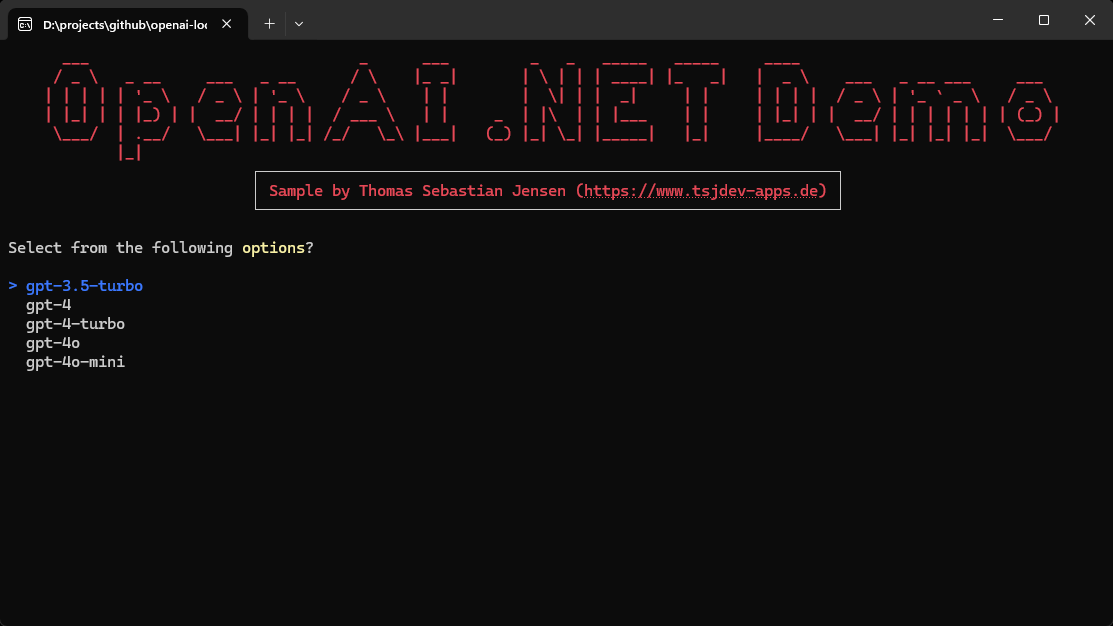 D:\projects\github\openai-loc
OpenAI .NET Demo
Sample by Thomas Sebastian Jensen (https://www.tsjdev-apps.de)
Select from the following options?
> gpt-3.5-turbo
gpt-4
gpt-4-turbo
gpt-4o
gpt-4o-mini